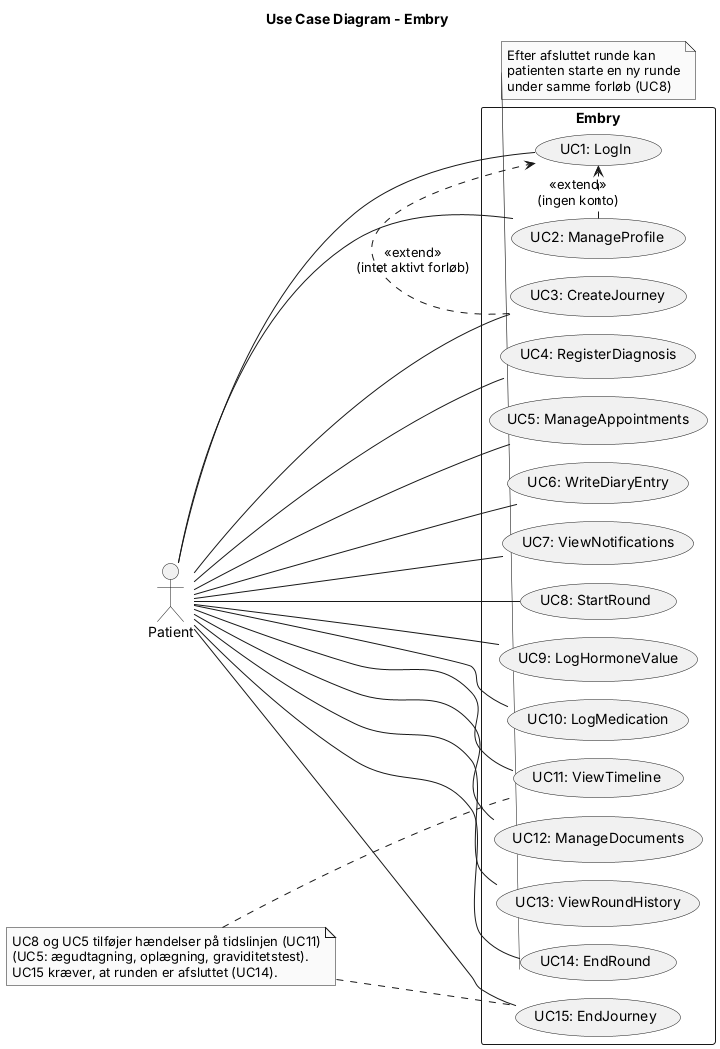 Use Case Diagram - Embry
Efter afsluttet runde kan
patienten starte en ny runde
under samme forløb (UC8)
Embry
UC1: LogIn
«extend»
(ingen konto)
UC2: ManageProfile
«extend»
(intet aktivt forløb)
UC3: CreateJourney
UC4: RegisterDiagnosis
UC5: ManageAppointments
UC6: WriteDiaryEntry
UC7: ViewNotifications
UC8: StartRound
Patient
UC9: LogHormoneValue
UC10: LogMedication
UC11: ViewTimeline
UC12: ManageDocuments
UC13: ViewRoundHistory
UC8 og UC5 tilføjer hændelser på tidslinjen (UC11)
(UC5: ægudtagning, oplægning, graviditetstest).
UC15 kræver, at runden er afsluttet (UC14).
UC14: EndRound
UC15: EndJourney